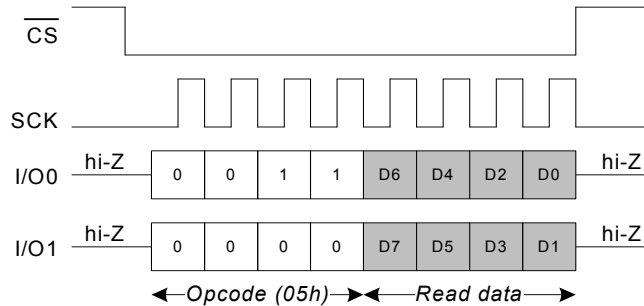 CS
SCK
I/O0 hi-Z 0 0 1 1 D6 D4 D2 D0 hi-Z
I/O1 hi-Z 0 0 0 0 D7 D5 D3 D1 hi-Z
Opcode (05h) Read data